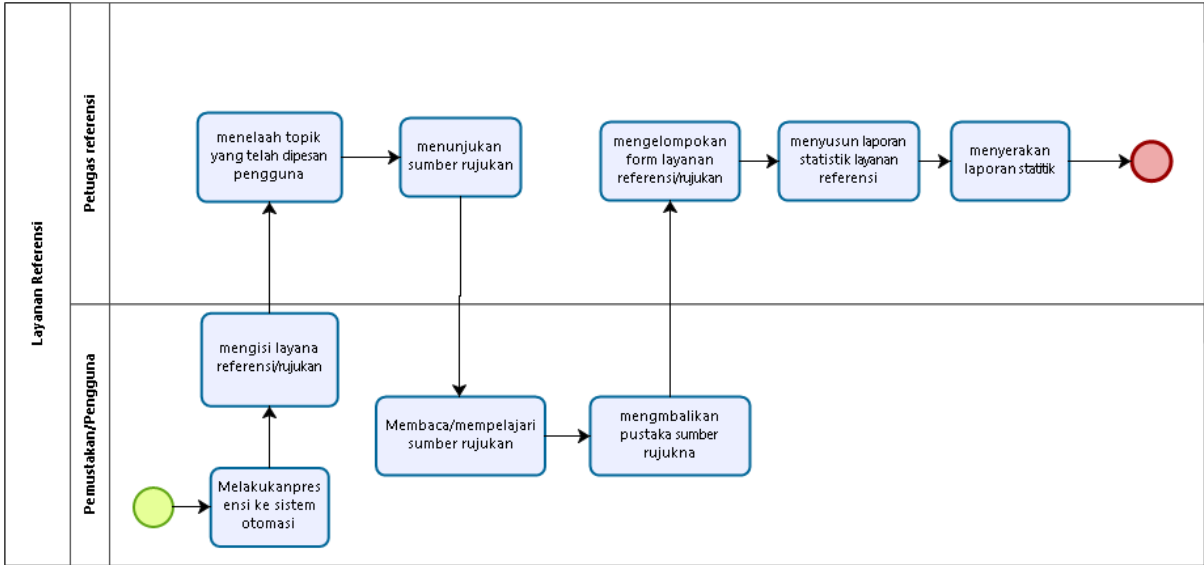 Layanan Referensi
Petugas referensi
menelaah topik
yang telah dipesan
pengguna
menunjukan
sumber rujukan
mengelompokan
form layanan
referensi/rujukan
menyusun laporan
statistik layanan
referensi
menyerakan
laporan statitik
Pemustakan/Pengguna
mengisi layana
referensi/rujukan
Membaca/mempelajari
sumber rujukan
mengmbalikan
pustaka sumber
rujukna
Melakukanpres
ensi ke sistem
otomasi